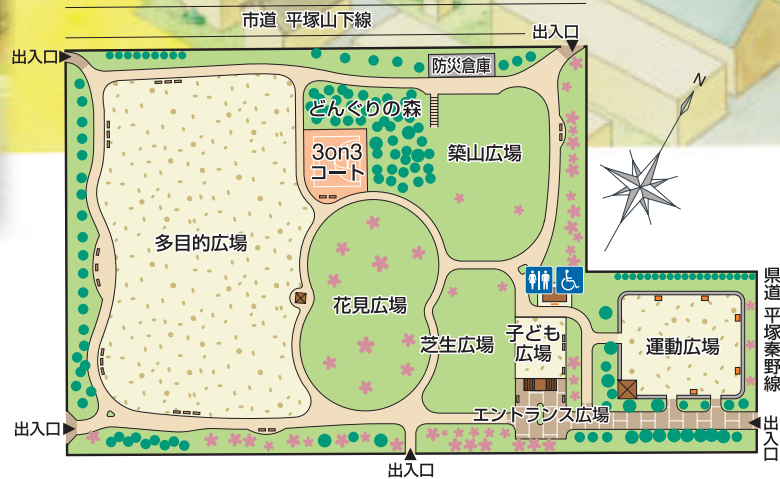 市道 平塚山下線
出入口
出入口
防災倉庫
N
どんぐりの森
3on3
コート
築山広場
多目的広場
花見広場
芝生広場
子ども
広場
運動広場
県道 平塚秦野線
エントランス広場
出入口
出入口
出入口